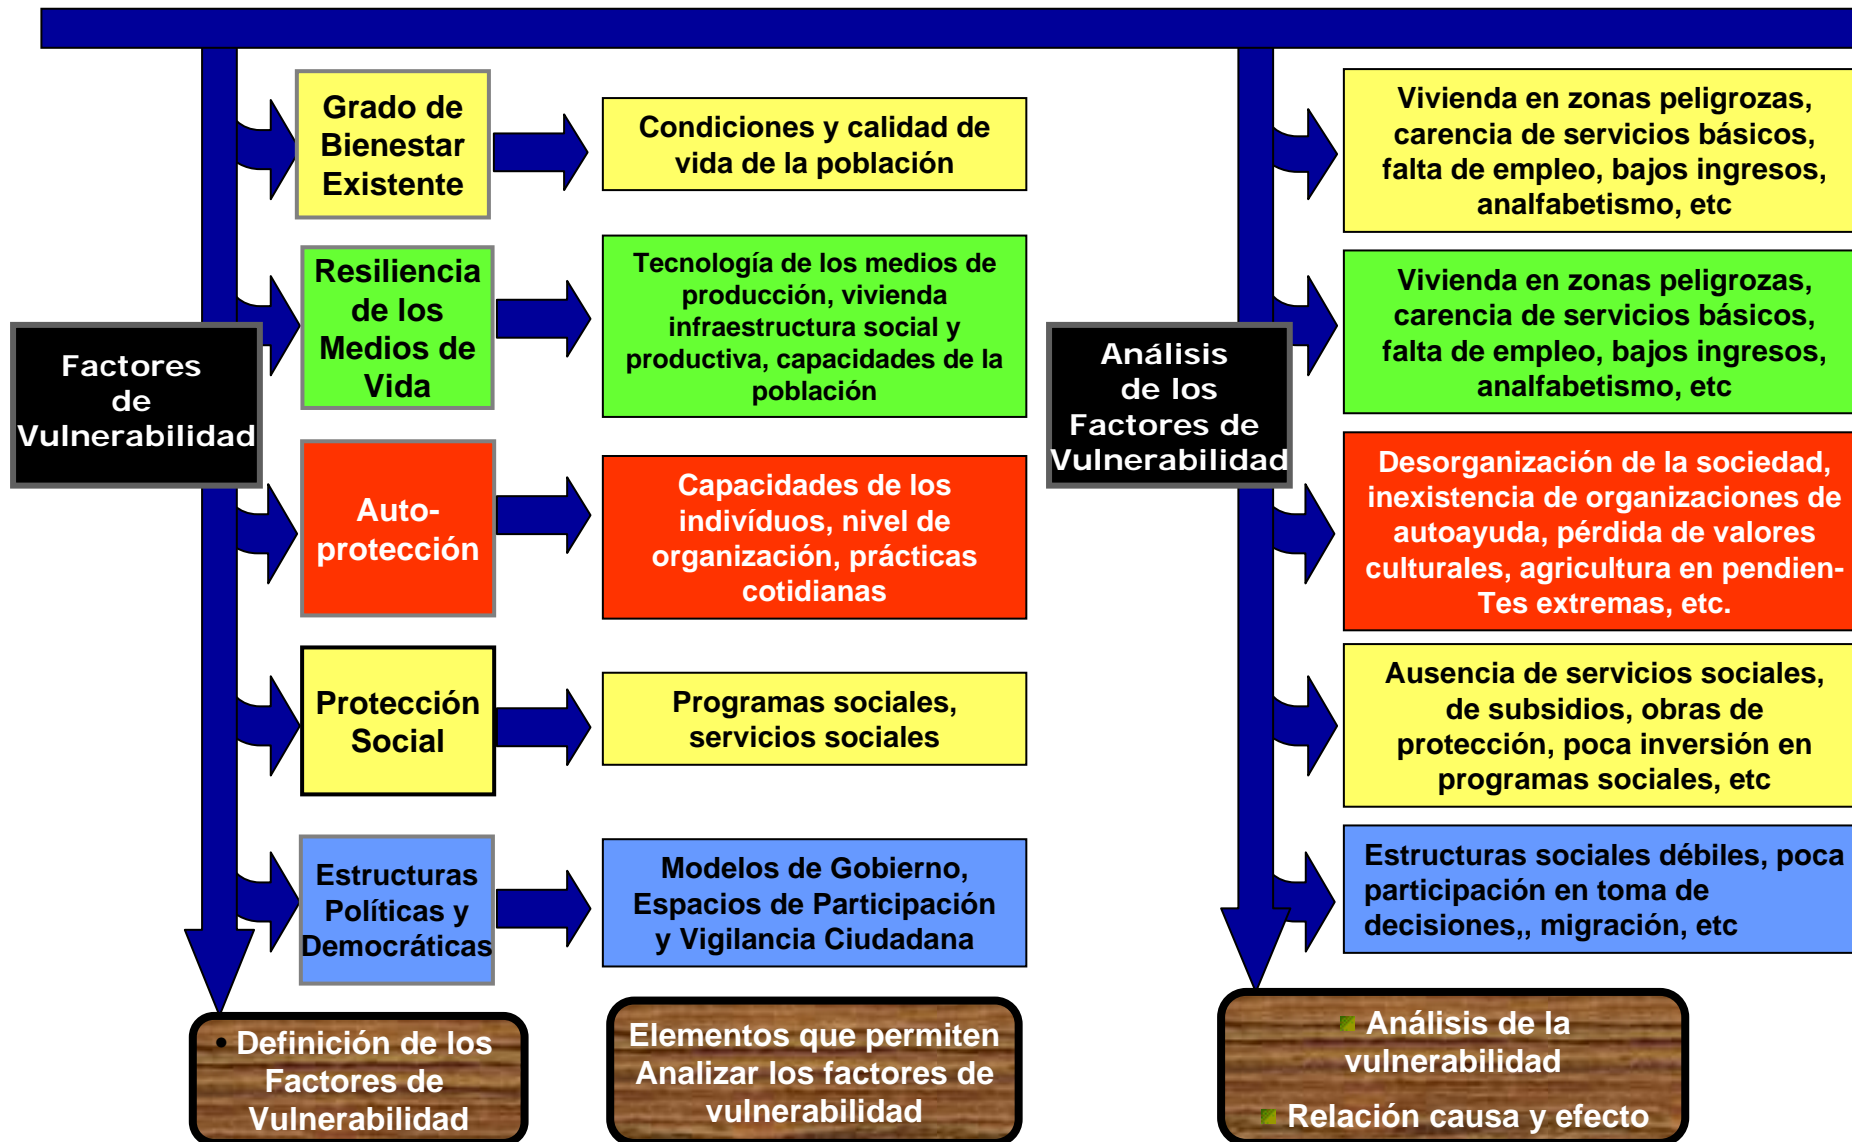 Factores
de
Vulnerabilidad
Grado de
Bienestar
Existente
Condiciones y calidad de
vida de la población
Resiliencia
de los
Medios de
Vida
Tecnología de los medios de
producción, vivienda
infraestructura social y
productiva, capacidades de la
población
Auto-
protección
Capacidades de los
indivíduos, nivel de
organización, prácticas
cotidianas
Protección
Social
Programas sociales,
servicios sociales
Estructuras
Políticas y
Democráticas
Modelos de Gobierno,
Espacios de Participación
y Vigilancia Ciudadana
• Definición de los
Factores de
Vulnerabilidad
Elementos que permiten
Analizar los factores de
vulnerabilidad
Análisis
de los
Factores de
Vulnerabilidad
Vivienda en zonas peligrozas,
carencia de servicios básicos,
falta de empleo, bajos ingresos,
analfabetismo, etc
Vivienda en zonas peligrozas,
carencia de servicios básicos,
falta de empleo, bajos ingresos,
analfabetismo, etc
Desorganización de la sociedad,
inexistencia de organizaciones de
autoayuda, pérdida de valores
culturales, agricultura en pendien-
Tes extremas, etc.
Ausencia de servicios sociales,
de subsidios, obras de
protección, poca inversión en
programas sociales, etc
Estructuras sociales débiles, poca
participación en toma de
decisiones,, migración, etc
Análisis de la
vulnerabilidad
Relación causa y efecto